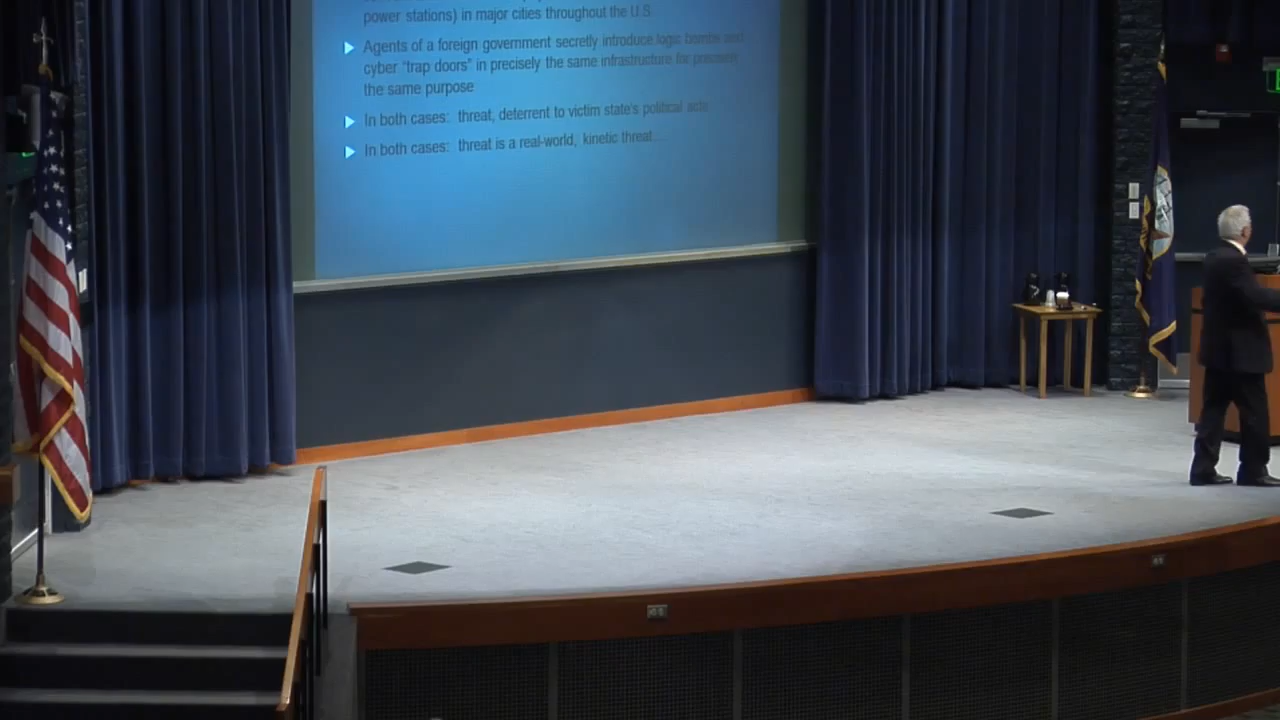 power stations) in major cities throughout the U.S.
Agents of a foreign government secretly introduce logic bombs and
cyber "trap doors" in precisely the same infrastructure for precisely
the same purpose
In both cases: threat, deterrent to victim state's political acts
In both cases: threat is a real-world, kinetic threat...